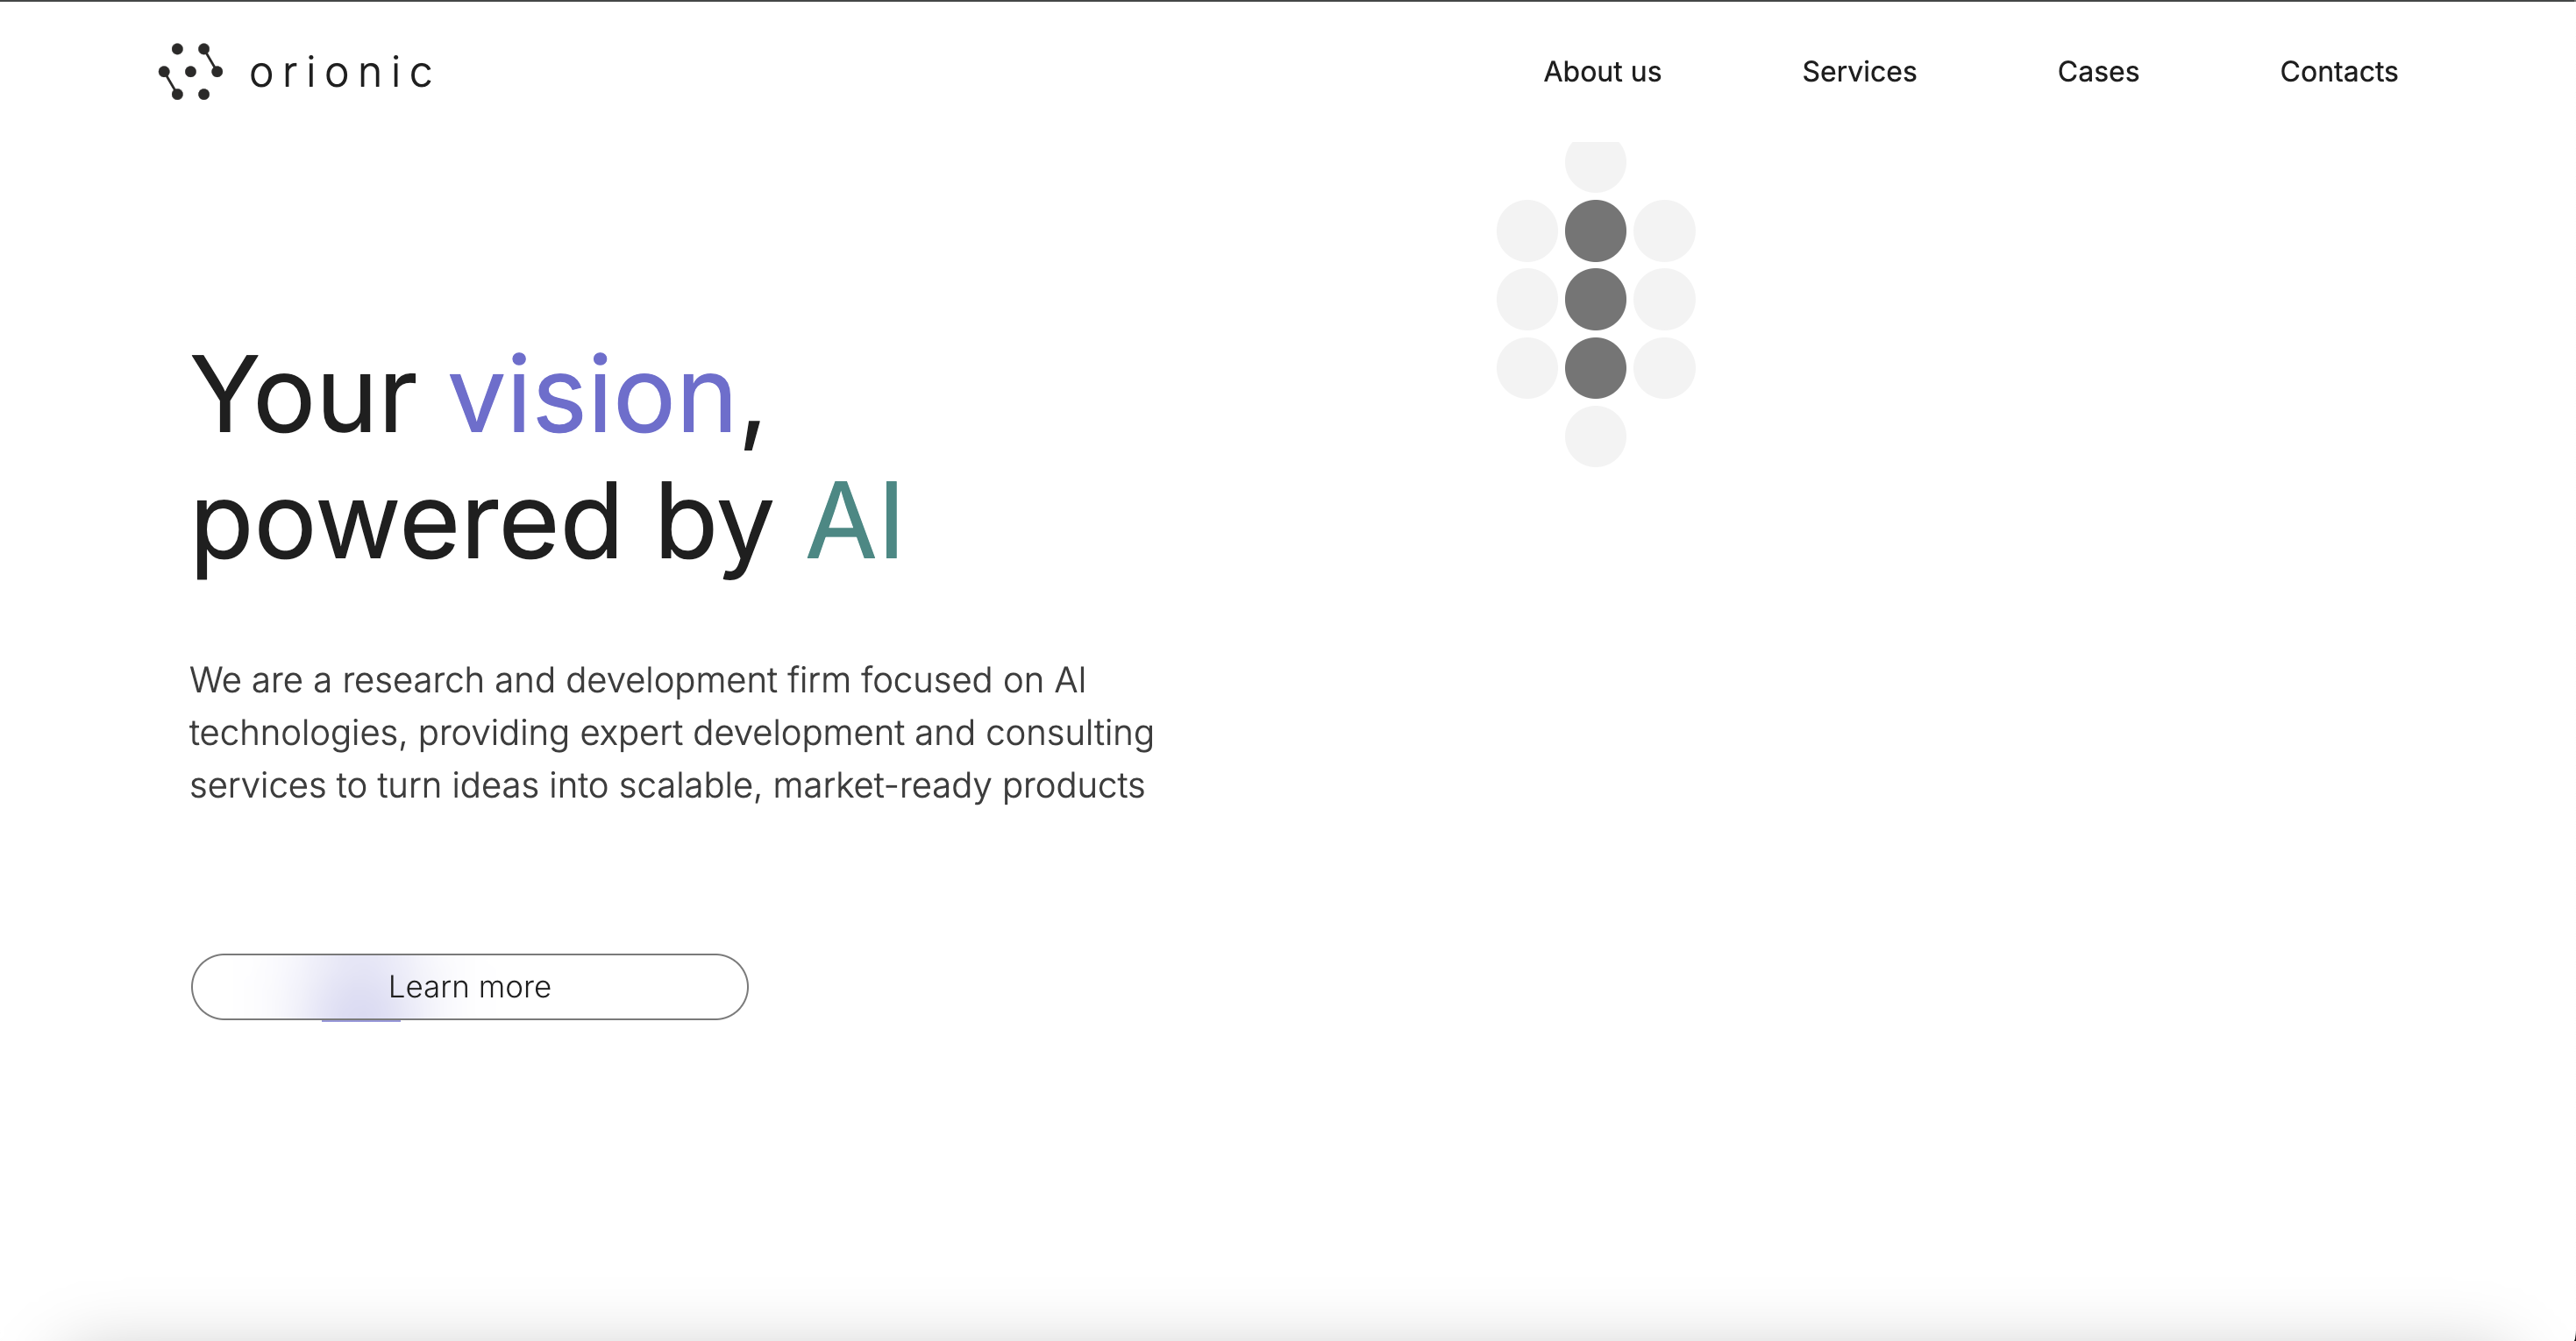 orionic
About us
Services
Cases
Contacts
Your vision,
powered by AI
We are a research and development firm focused on AI
technologies, providing expert development and consulting
services to turn ideas into scalable, market-ready products
Learn more